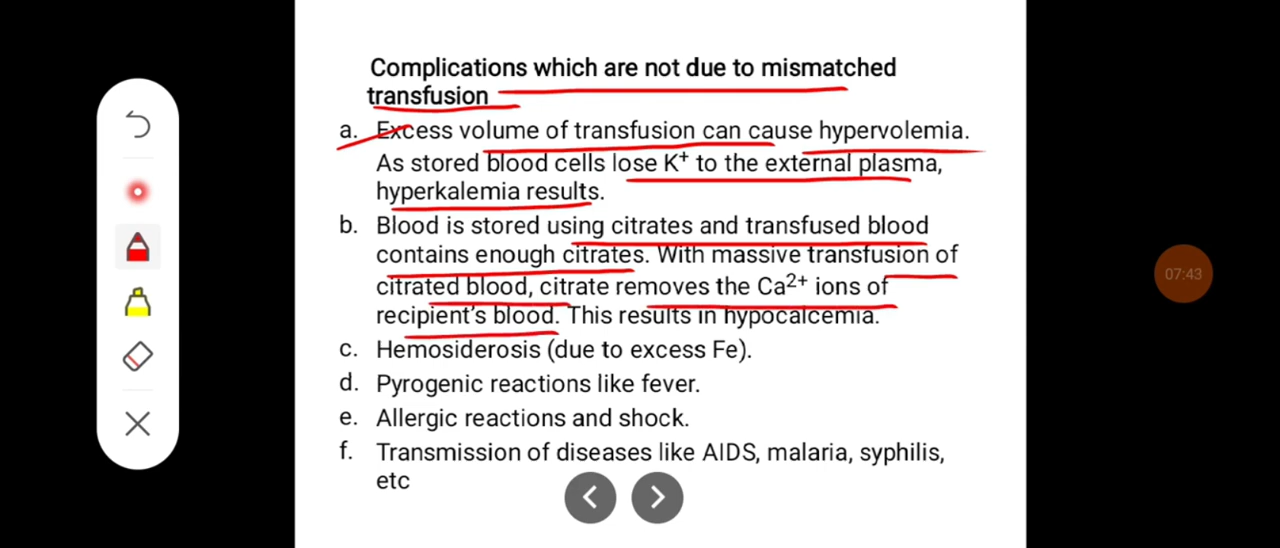 Complications which are not due to mismatched
transfusion
a. Excess volume of transfusion can cause hypervolemia.
As stored blood cells lose K⁺ to the external plasma,
hyperkalemia results.
b. Blood is stored using citrates and transfused blood
contains enough citrates. With massive transfusion of
citrated blood, citrate removes the Ca²⁺ ions of
recipient's blood. This results in hypocalcemia.
c. Hemosiderosis (due to excess Fe).
d. Pyrogenic reactions like fever.
e. Allergic reactions and shock.
f. Transmission of diseases like AIDS, malaria, syphilis,
etc
07:43